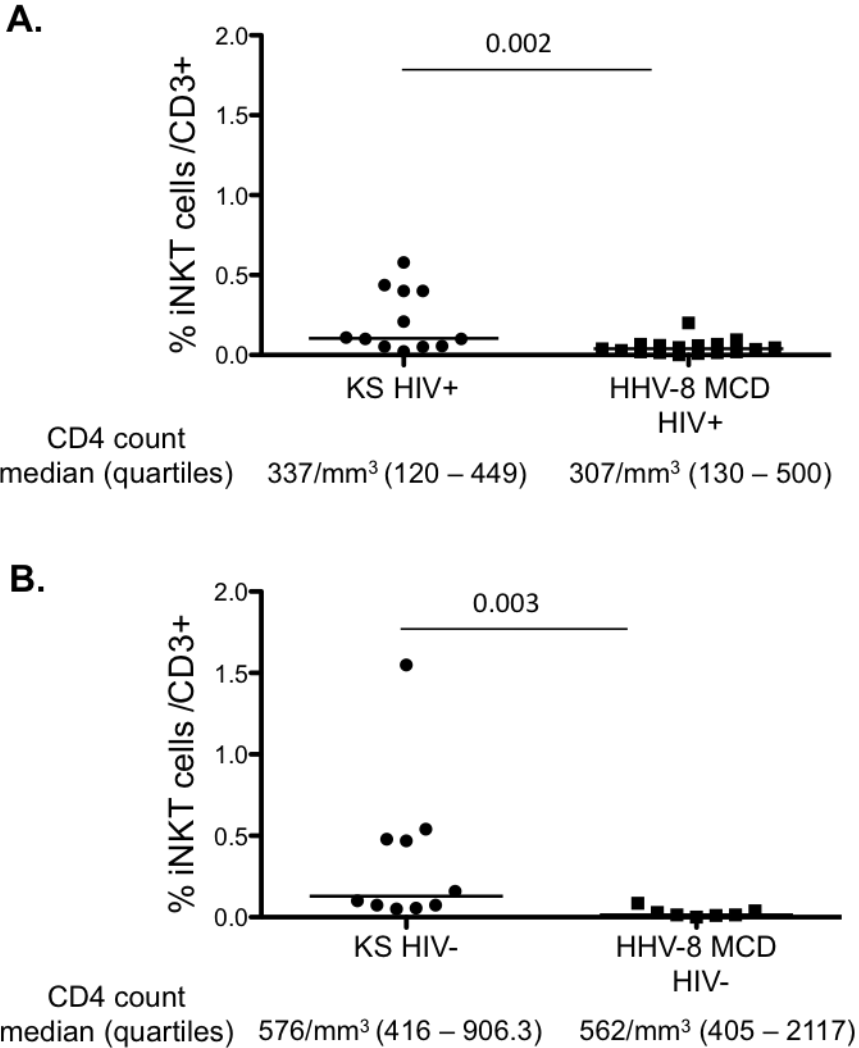 A.
2.0
1.5
1.0
0.5
0.0
% iNKT cells /CD3+
0.002
KS HIV+
HHV-8 MCD
HIV+
CD4 count
median (quartiles)
337/mm³ (120 – 449)
307/mm³ (130 – 500)
B.
2.0
1.5
1.0
0.5
0.0
% iNKT cells /CD3+
0.003
KS HIV-
HHV-8 MCD
HIV-
CD4 count
median (quartiles)
576/mm³ (416 – 906.3)
562/mm³ (405 – 2117)